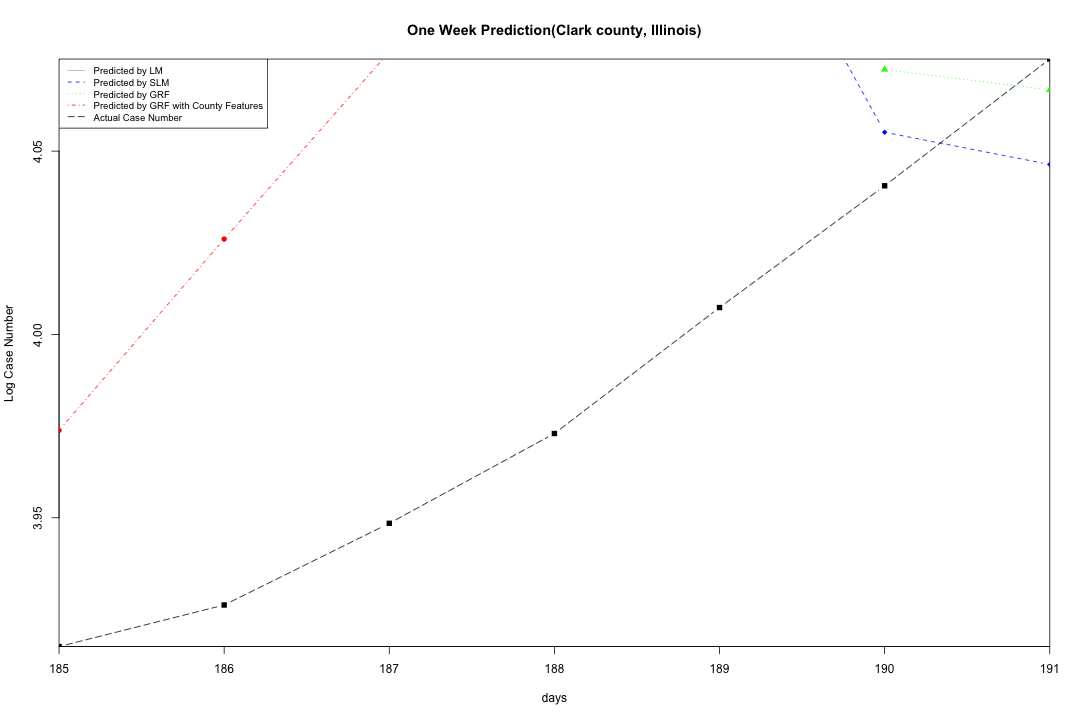 One Week Prediction(Clark county, Illinois)
Predicted by LM
Predicted by SLM
Predicted by GRF
Predicted by GRF with County Features
Actual Case Number
Log Case Number
4.05
4.00
3.95
185 186 187 188 189 190 191
days